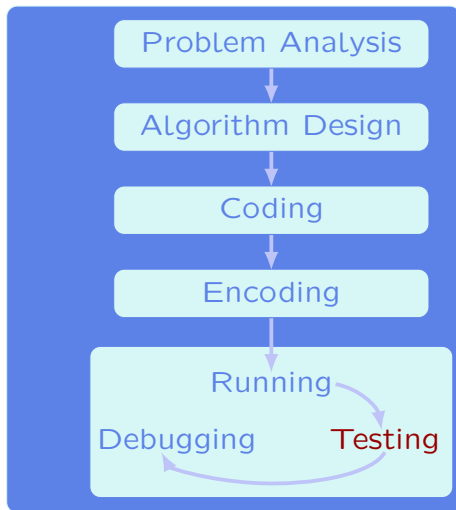 Problem Analysis
Algorithm Design
Coding
Encoding
Running
Debugging Testing